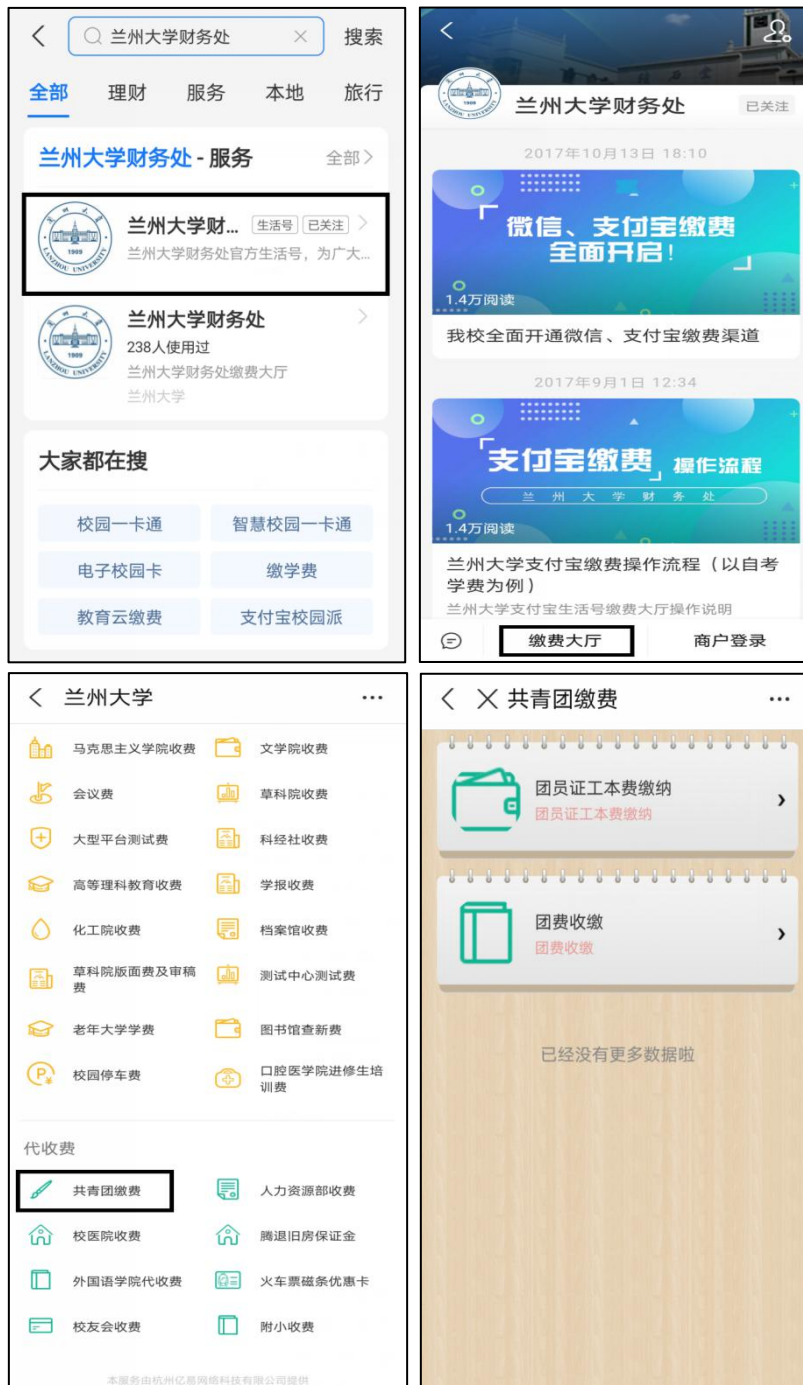 兰州大学财务处
搜索
全部 理财 服务 本地 旅行
兰州大学财务处 - 服务
全部
兰州大学财... 生活号 已关注
兰州大学财务处官方生活号，为广大...
兰州大学财务处
238人使用过
兰州大学财务处缴费大厅
兰州大学
大家都在搜
校园一卡通 智慧校园一卡通
电子校园卡 缴学费
教育云缴费 支付宝校园派
兰州大学财务处
已关注
2017年10月13日 18:10
微信、支付宝缴费
全面开启！
1.4万阅读
我校全面开通微信、支付宝缴费渠道
2017年9月1日 12:34
「支付宝缴费」操作流程
兰州大学财务处
1.4万阅读
兰州大学支付宝缴费操作流程（以自考
学费为例）
兰州大学支付宝生活号缴费大厅操作说明
缴费大厅 商户登录
兰州大学
马克思主义学院收费 文学院收费
会议费 草科院收费
大型平台测试费 科经社收费
高等理科教育收费 学报收费
化工院收费 档案馆收费
草科院版面费及审稿
费
测试中心测试费
老年大学学费 图书馆查新费
校园停车费
口腔医学院进修生培
训费
代收费
共青团缴费 人力资源部收费
校医院收费 腾退旧房保证金
外国语学院代收费 火车票磁条优惠卡
校友会收费 附小收费
本服务由杭州亿易网络科技有限公司提供
共青团缴费
团员证工本费缴纳
团员证工本费缴纳
团费收缴
团费收缴
已经没有更多数据啦